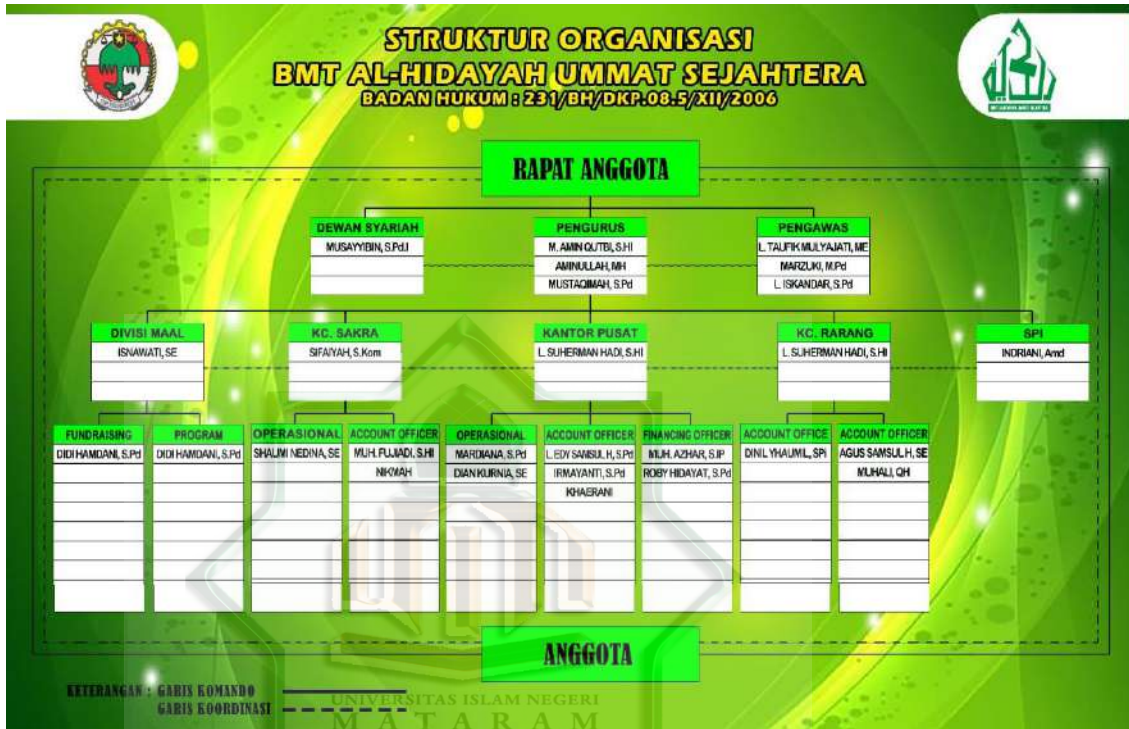 STRUKTUR ORGANISASI
BMT AL-HIDAYAH UMMAT SEJAHTERA
BADAN HUKUM : 231/BH/DKP.08.5/XII/2006
RAPAT ANGGOTA
DEWAN SYARIAH
MUSAYYIBIN, S.Pd.I
PENGURUS
M. AMIN QUTBI, S.HI
AMINULLAH, MH
MUSTAQIMAH, S.Pd
PENGAWAS
L. TAUFIK MULYAJATI, ME
MARZUKI, M.Pd
L. ISKANDAR, S.Pd
DIVISI MAAL
ISNAWATI, SE
KC. SAKRA
SIFAIYAH, S.Kom
KANTOR PUSAT
L. SUHERMAN HADI, S.HI
KC. RARANG
L. SUHERMAN HADI, S.HI
SPI
INDRIANI, Amd
FUNDRAISING
DIDI HAMDANI, S.Pd
PROGRAM
DIDI HAMDANI, S.Pd
OPERASIONAL
SHALIMI NEDINA, SE
ACCOUNT OFFICER
MUH. PUJIADI, S.HI
NIKMAH
OPERASIONAL
MARDIANA, S.Pd
DIAN KURNIA, SE
ACCOUNT OFFICER
L. EDY SAMSUL H, S.Pd
IRMAYANTI, S.Pd
KHAERANI
FINANCING OFFICER
MUH. AZHAR, S.IP
ROBY HIDAYAT, S.Pd
ACCOUNT OFFICE
DINIL YHAUMIL, SPi
ACCOUNT OFFICER
AGUS SAMSUL H, SE
MUHALI, QH
ANGGOTA
KETERANGAN : GARIS KOMANDO
GARIS KOORDINASI
UNIVERSITAS ISLAM NEGERI
MATARAM